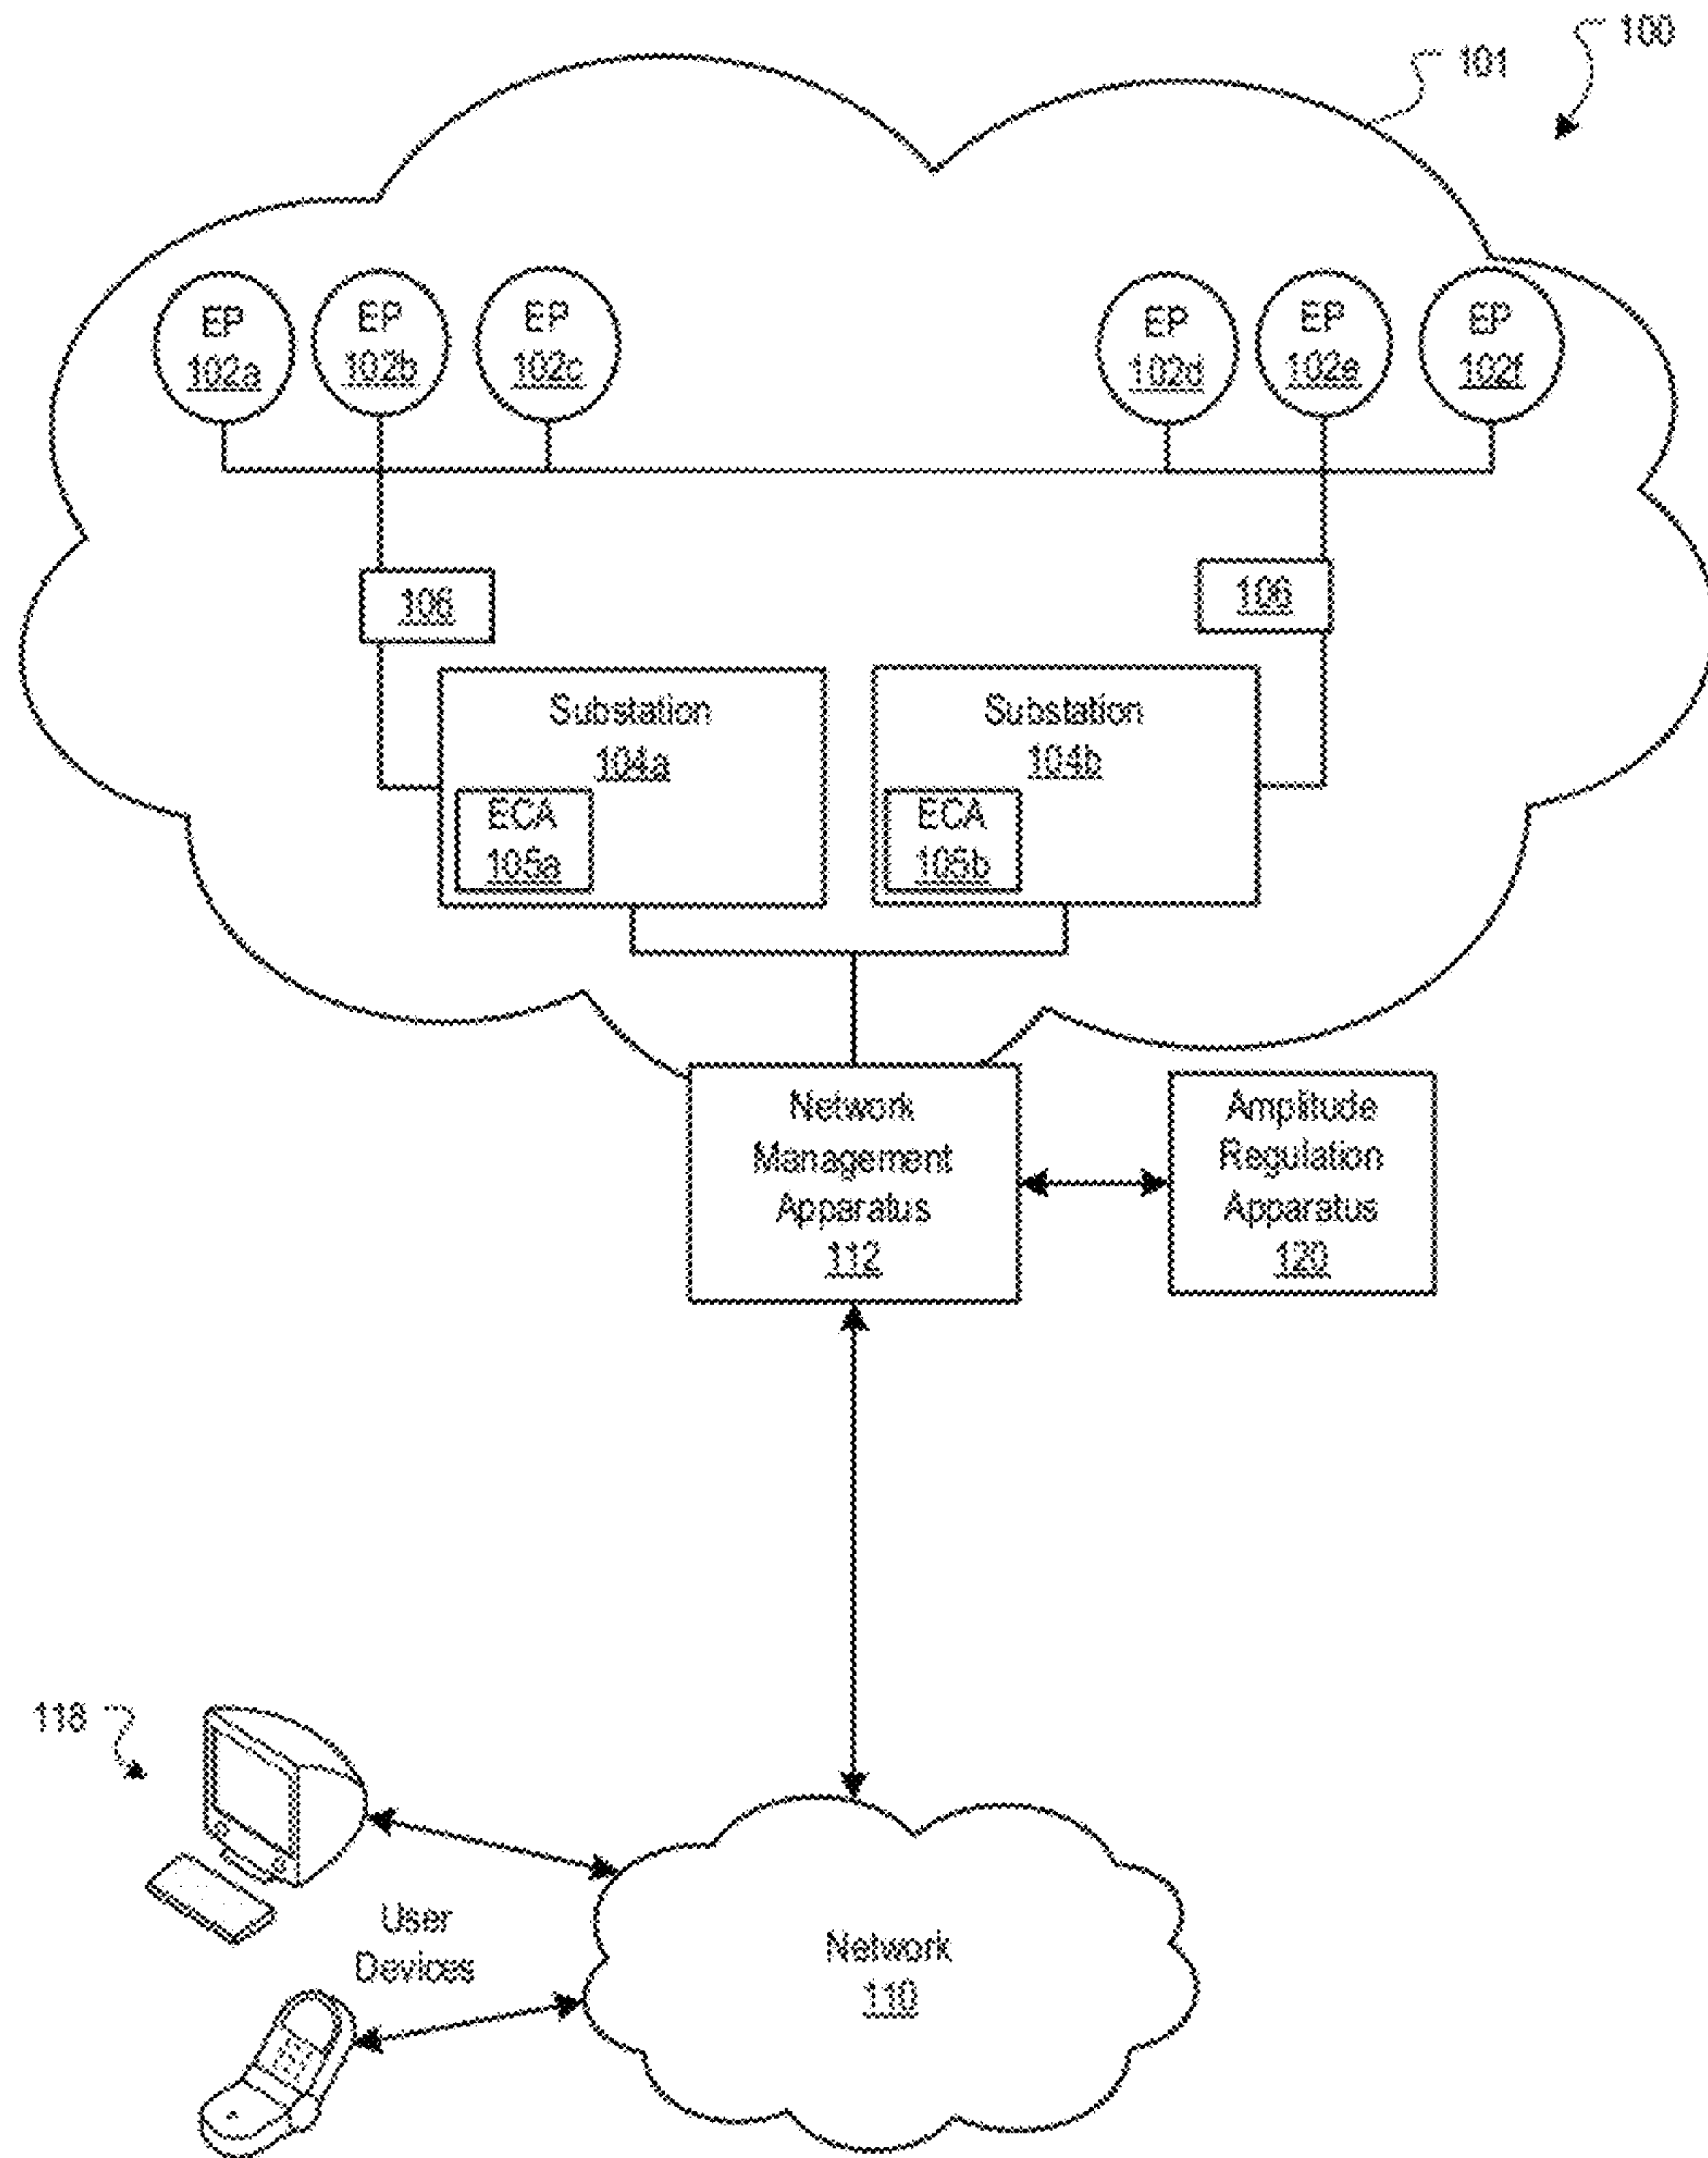 100
101
EP
102a
EP
102b
EP
102c
EP
102d
EP
102e
EP
102f
106
106
Substation
104a
ECA
105a
Substation
104b
ECA
105b
Network
Management
Apparatus
112
Amplitude
Regulation
Apparatus
120
118
User
Devices
Network
110